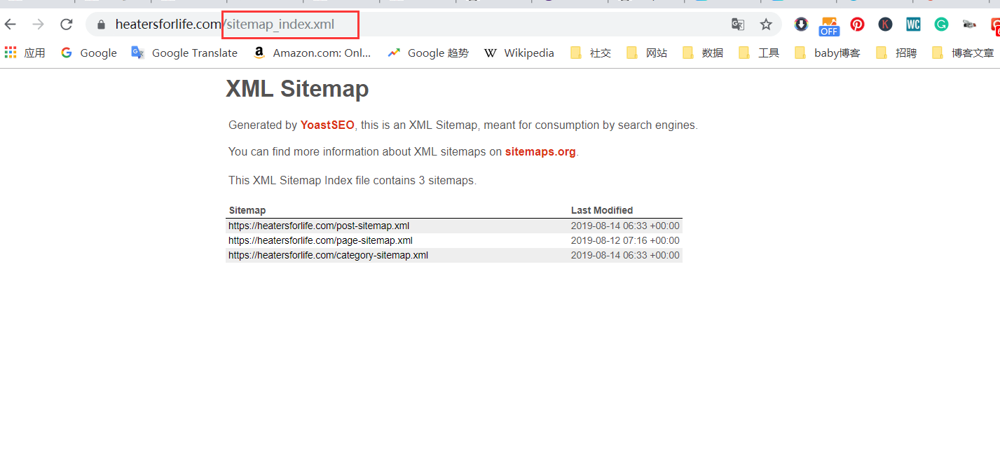 heatersforlife.com/sitemap_index.xml
OFF K WC G
应用 Google Google Translate a Amazon.com: Onl... Google 趋势 W Wikipedia 社交 网站 数据 工具 baby博客 招聘 博客文章
XML Sitemap
Generated by YoastSEO, this is an XML Sitemap, meant for consumption by search engines.
You can find more information about XML sitemaps on sitemaps.org.
This XML Sitemap Index file contains 3 sitemaps.
Sitemap Last Modified
https://heatersforlife.com/post-sitemap.xml 2019-08-14 06:33 +00:00
https://heatersforlife.com/page-sitemap.xml 2019-08-12 07:16 +00:00
https://heatersforlife.com/category-sitemap.xml 2019-08-14 06:33 +00:00